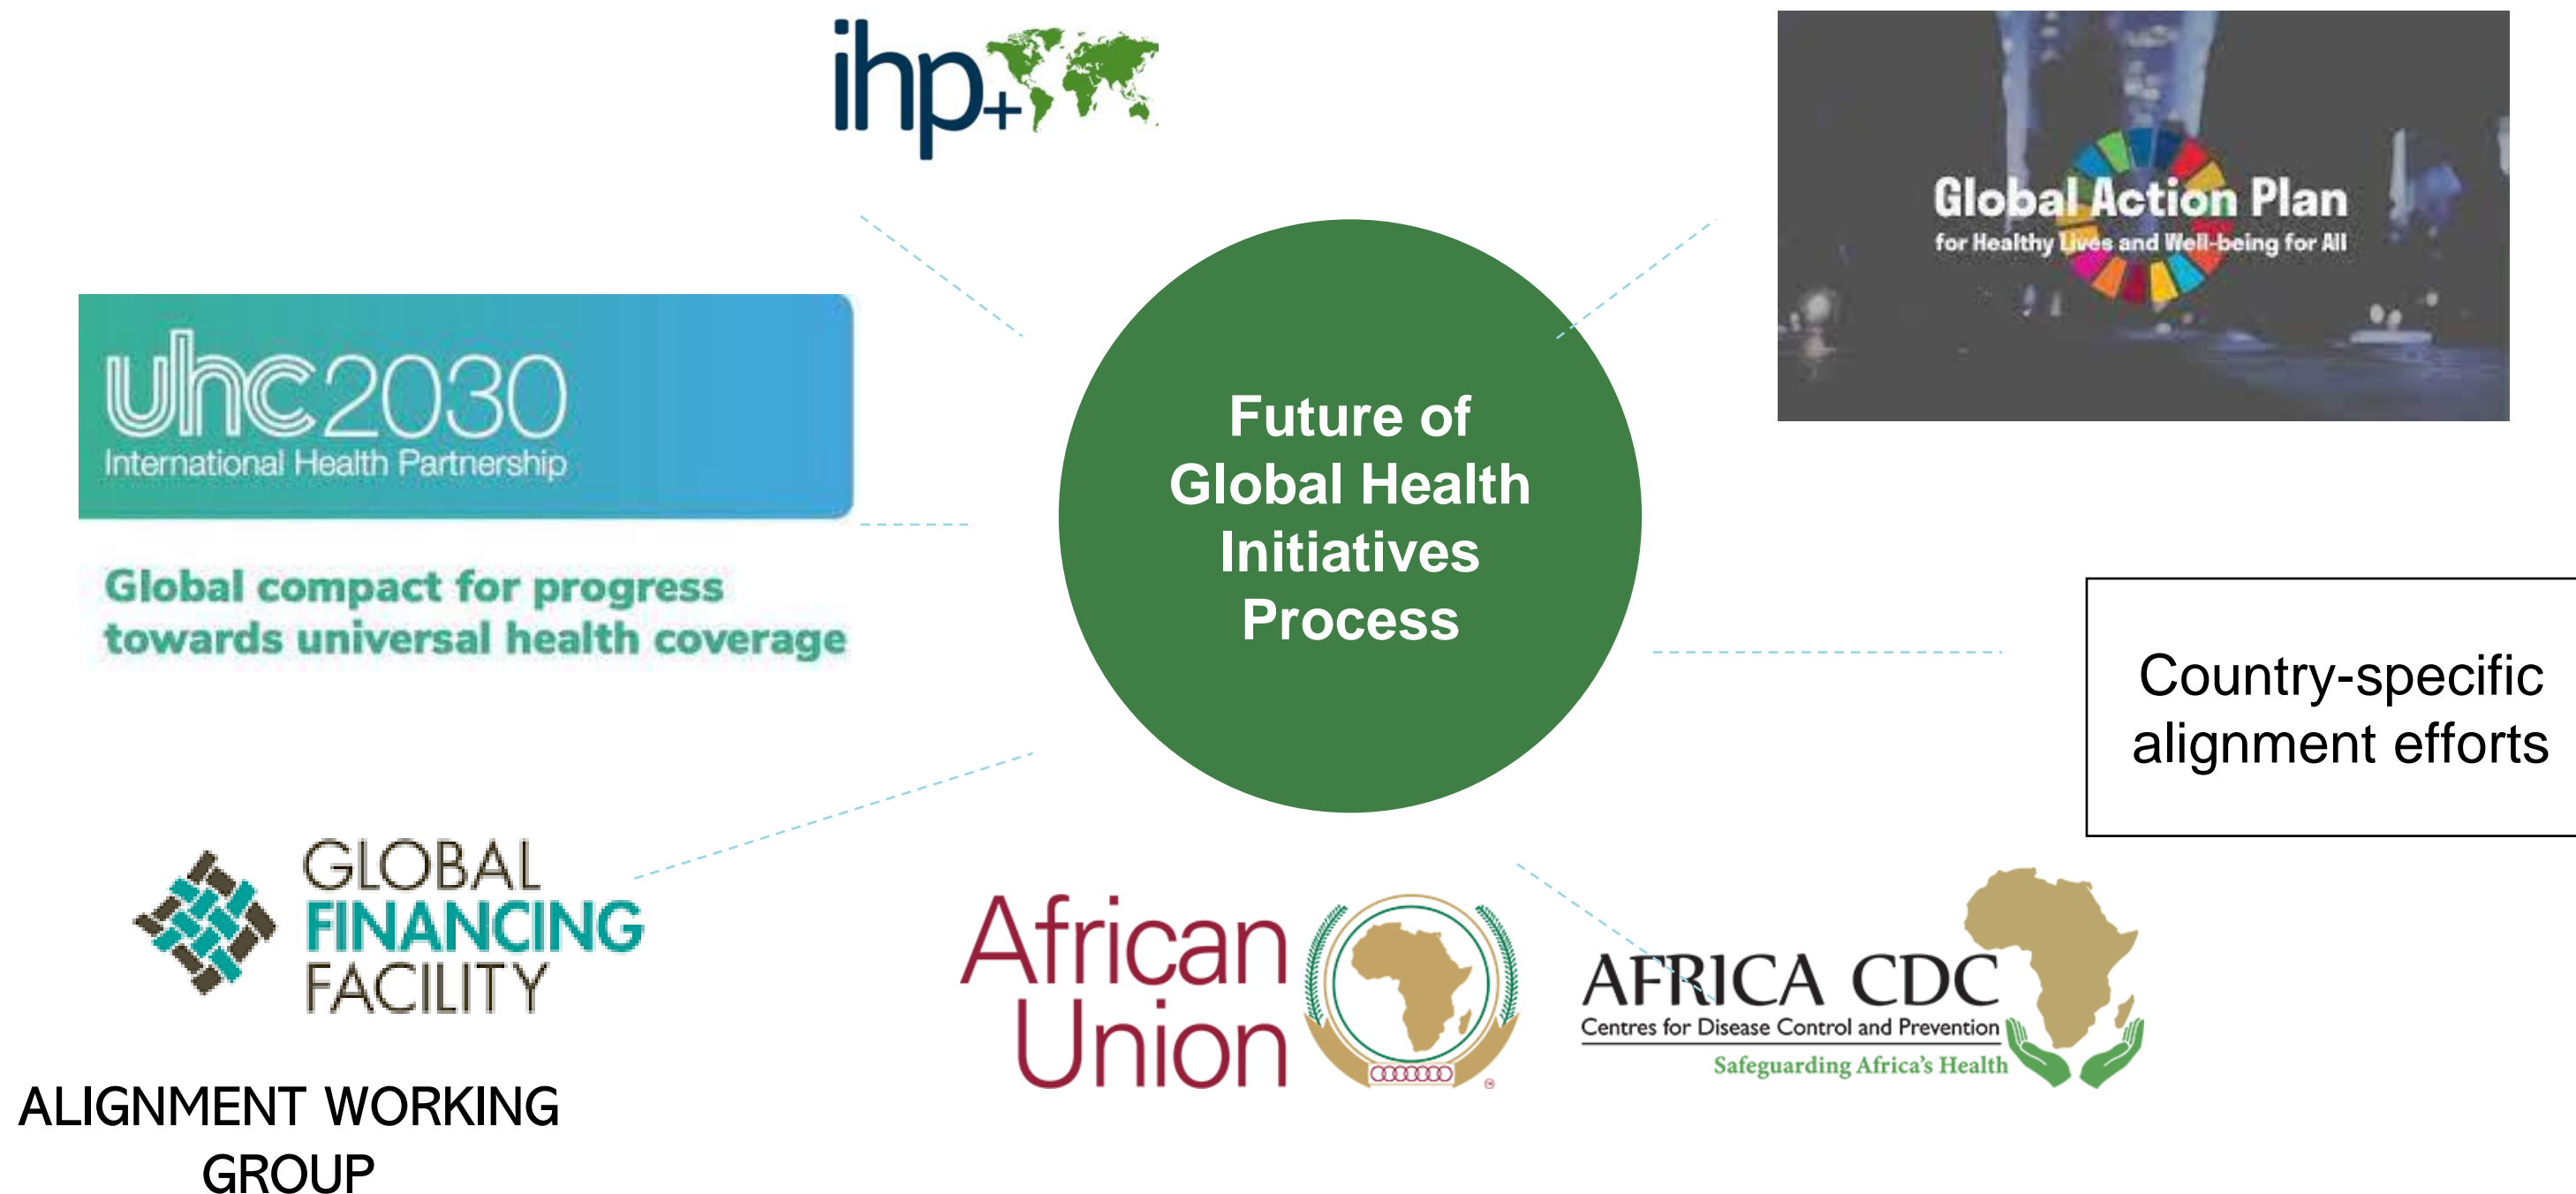 ihp+
Global Action Plan
for Healthy Lives and Well-being for All
uhc2030
International Health Partnership
Global compact for progress
towards universal health coverage
Future of
Global Health
Initiatives
Process
Country-specific
alignment efforts
GLOBAL
FINANCING
FACILITY
ALIGNMENT WORKING
GROUP
African
Union
AFRICA CDC
Centres for Disease Control and Prevention
Safeguarding Africa's Health